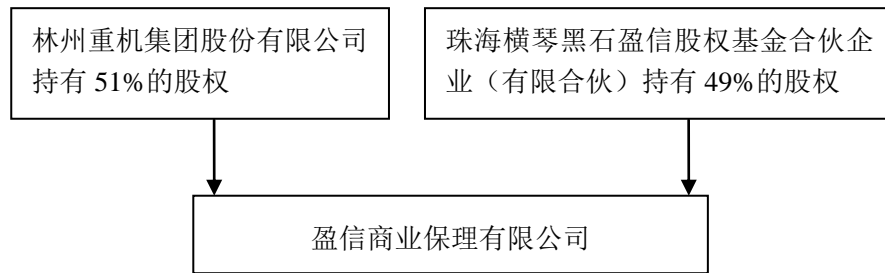 林州重机集团股份有限公司
持有 51%的股权
珠海横琴黑石盈信股权基金合伙企
业（有限合伙）持有 49%的股权
盈信商业保理有限公司